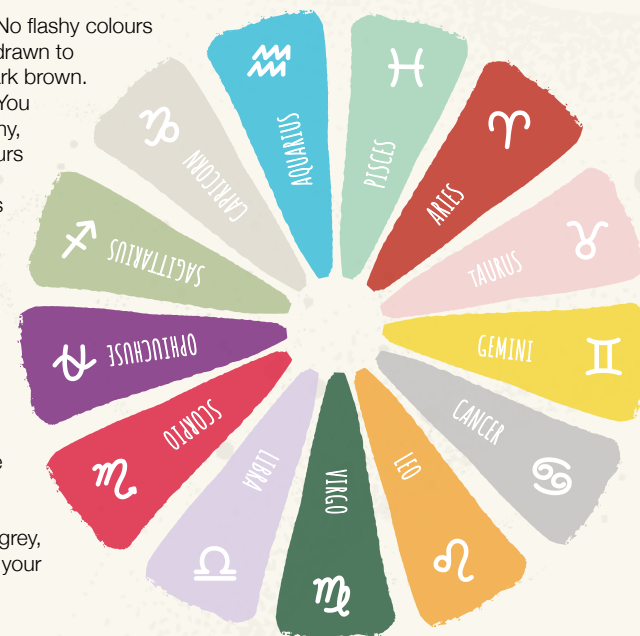 No flashy colours
drawn to
rk brown.
You
ny,
urs
s
e
grey,
your
AQUARIUS
PISCES
ARIES
TAURUS
GEMINI
CANCER
LEO
VIRGO
LIBRA
SCORPIO
OPHIUCHUSE
SAGITTARIUS
CAPRICORN